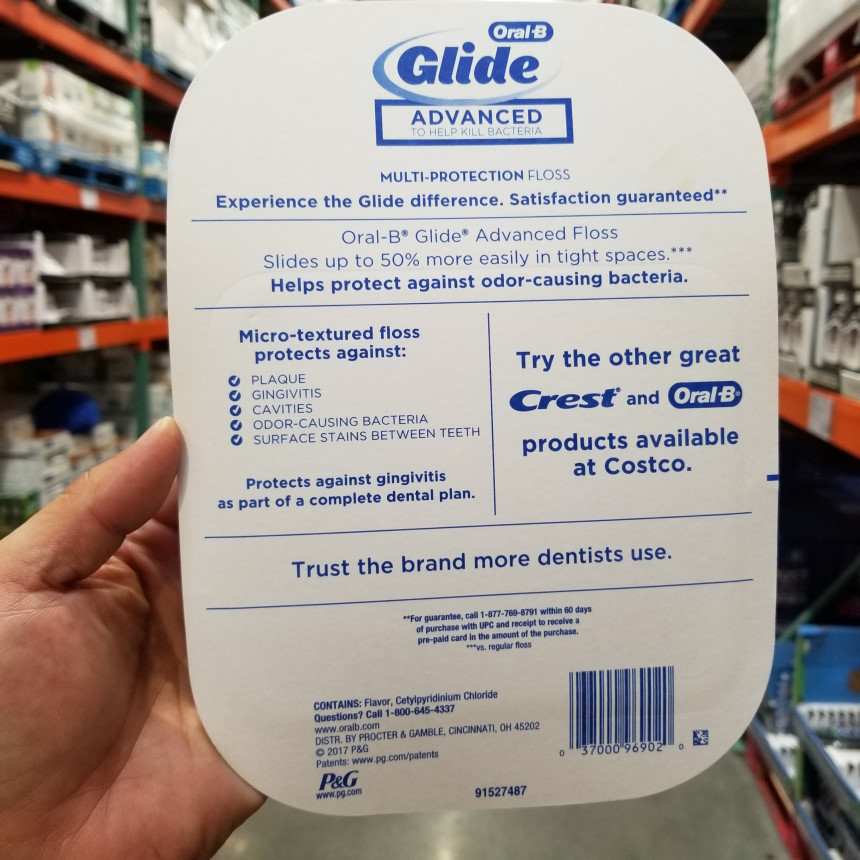 Oral-B
Glide
ADVANCED
TO HELP KILL BACTERIA
MULTI-PROTECTION FLOSS
Experience the Glide difference. Satisfaction guaranteed**
Oral-B® Glide® Advanced Floss
Slides up to 50% more easily in tight spaces.***
Helps protect against odor-causing bacteria.
Micro-textured floss
protects against:
PLAQUE
GINGIVITIS
CAVITIES
ODOR-CAUSING BACTERIA
SURFACE STAINS BETWEEN TEETH
Protects against gingivitis
as part of a complete dental plan.
Try the other great
Crest® and Oral-B®
products available
at Costco.
Trust the brand more dentists use.
**For guarantee, call 1-877-769-8791 within 60 days
of purchase with UPC and receipt to receive a
pre-paid card in the amount of the purchase.
***vs. regular floss
CONTAINS: Flavor, Cetylpyridinium Chloride
Questions? Call 1-800-645-4337
www.oralb.com
DISTR. BY PROCTER & GAMBLE, CINCINNATI, OH 45202
© 2017 P&G
Patents: www.pg.com/patents
P&G
www.pg.com
91527487
0 37000 96902 0